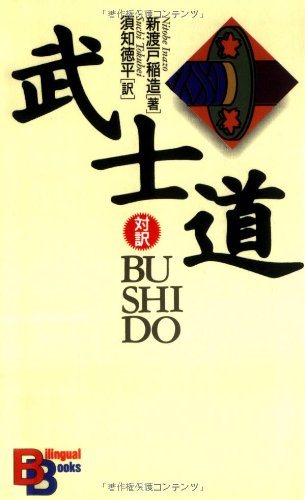 武士道
新渡戸稲造[著]
Nitobe Inazo
須知徳平[訳]
Suchi Tokuhei
対訳
BU
SHI
DO
Bilingual
Books
「著作権保護コンテンツ」
「著作権保護コンテンツ」